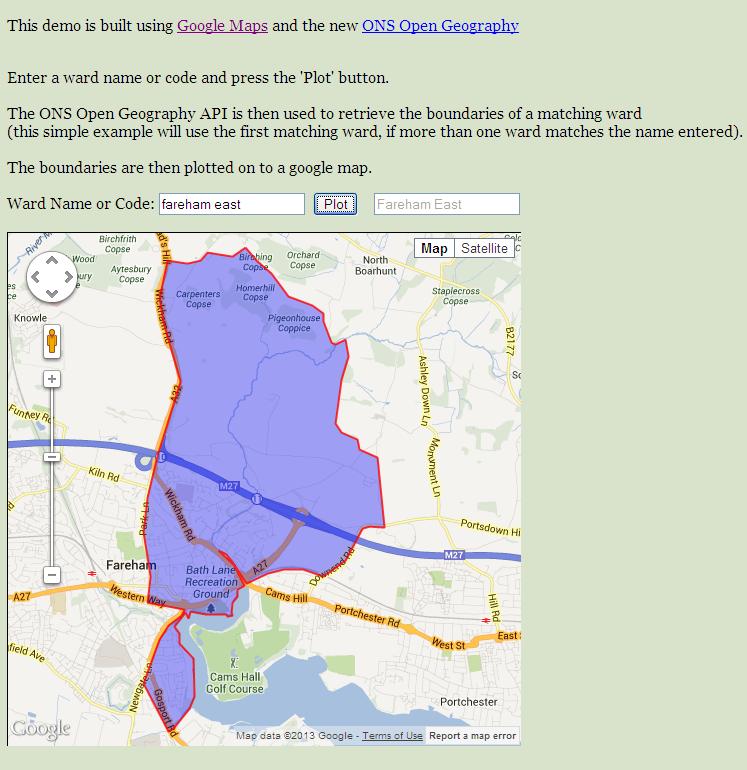 This demo is built using Google Maps and the new ONS Open Geography
Enter a ward name or code and press the 'Plot' button.
The ONS Open Geography API is then used to retrieve the boundaries of a matching ward
(this simple example will use the first matching ward, if more than one ward matches the name entered).
The boundaries are then plotted on to a google map.
Ward Name or Code: fareham east Plot Fareham East
Map Satellite
River
Birchfrith
Copse
Wood
Aytesbury
Copse
Birching
Copse
Orchard
Copse
North
Boarhunt
Staplecross
Copse
Carpenters
Copse
Homerhill
Copse
Pigeonhouse
Coppice
Knowle
Wickham Rd
A32
B2177
Ashley Down Ln
Monument Ln
Funtley Rd
Kiln Rd
M27
Park Ln
Wickham Rd
Portsdown Hi
M27
Fareham
Bath Lane
Recreation
Ground
A27
Downend Rd
A27
Western Way
Cams Hill
Portchester Rd
Hill Rd
West St
East
field Ave
Newgate Ln
Gosport Rd
Cams Hall
Golf Course
Portchester
Google
Map data ©2013 Google - Terms of Use Report a map error